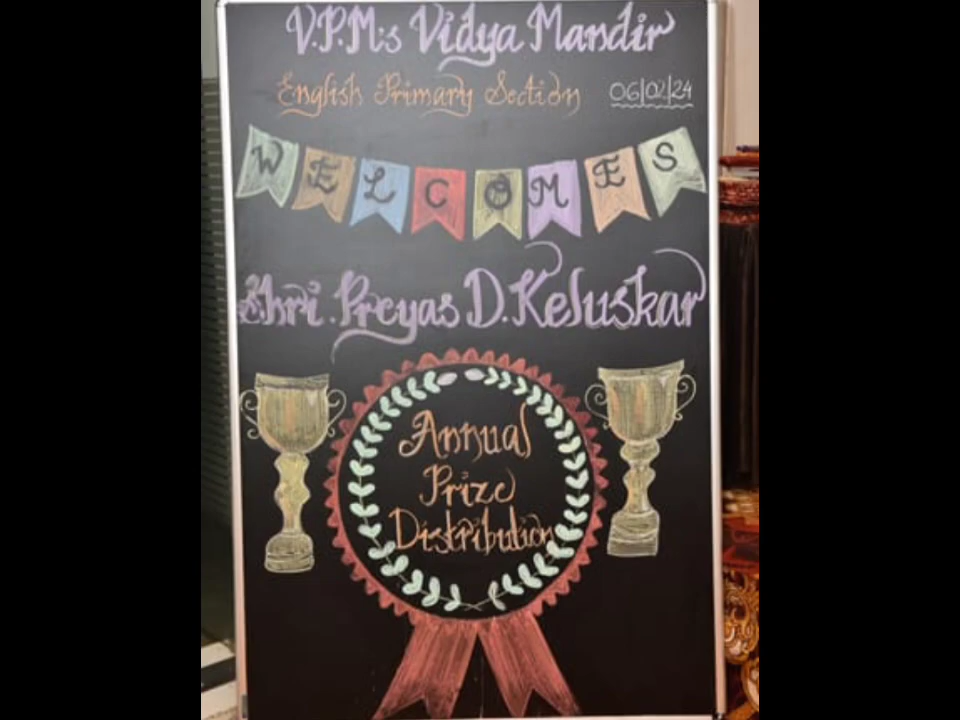 V.P.M's Vidya Mandir
English Primary Section 06/02/24
WELCOMES
Shri. Preyas D. Keluskar
Annual
Prize
Distribution